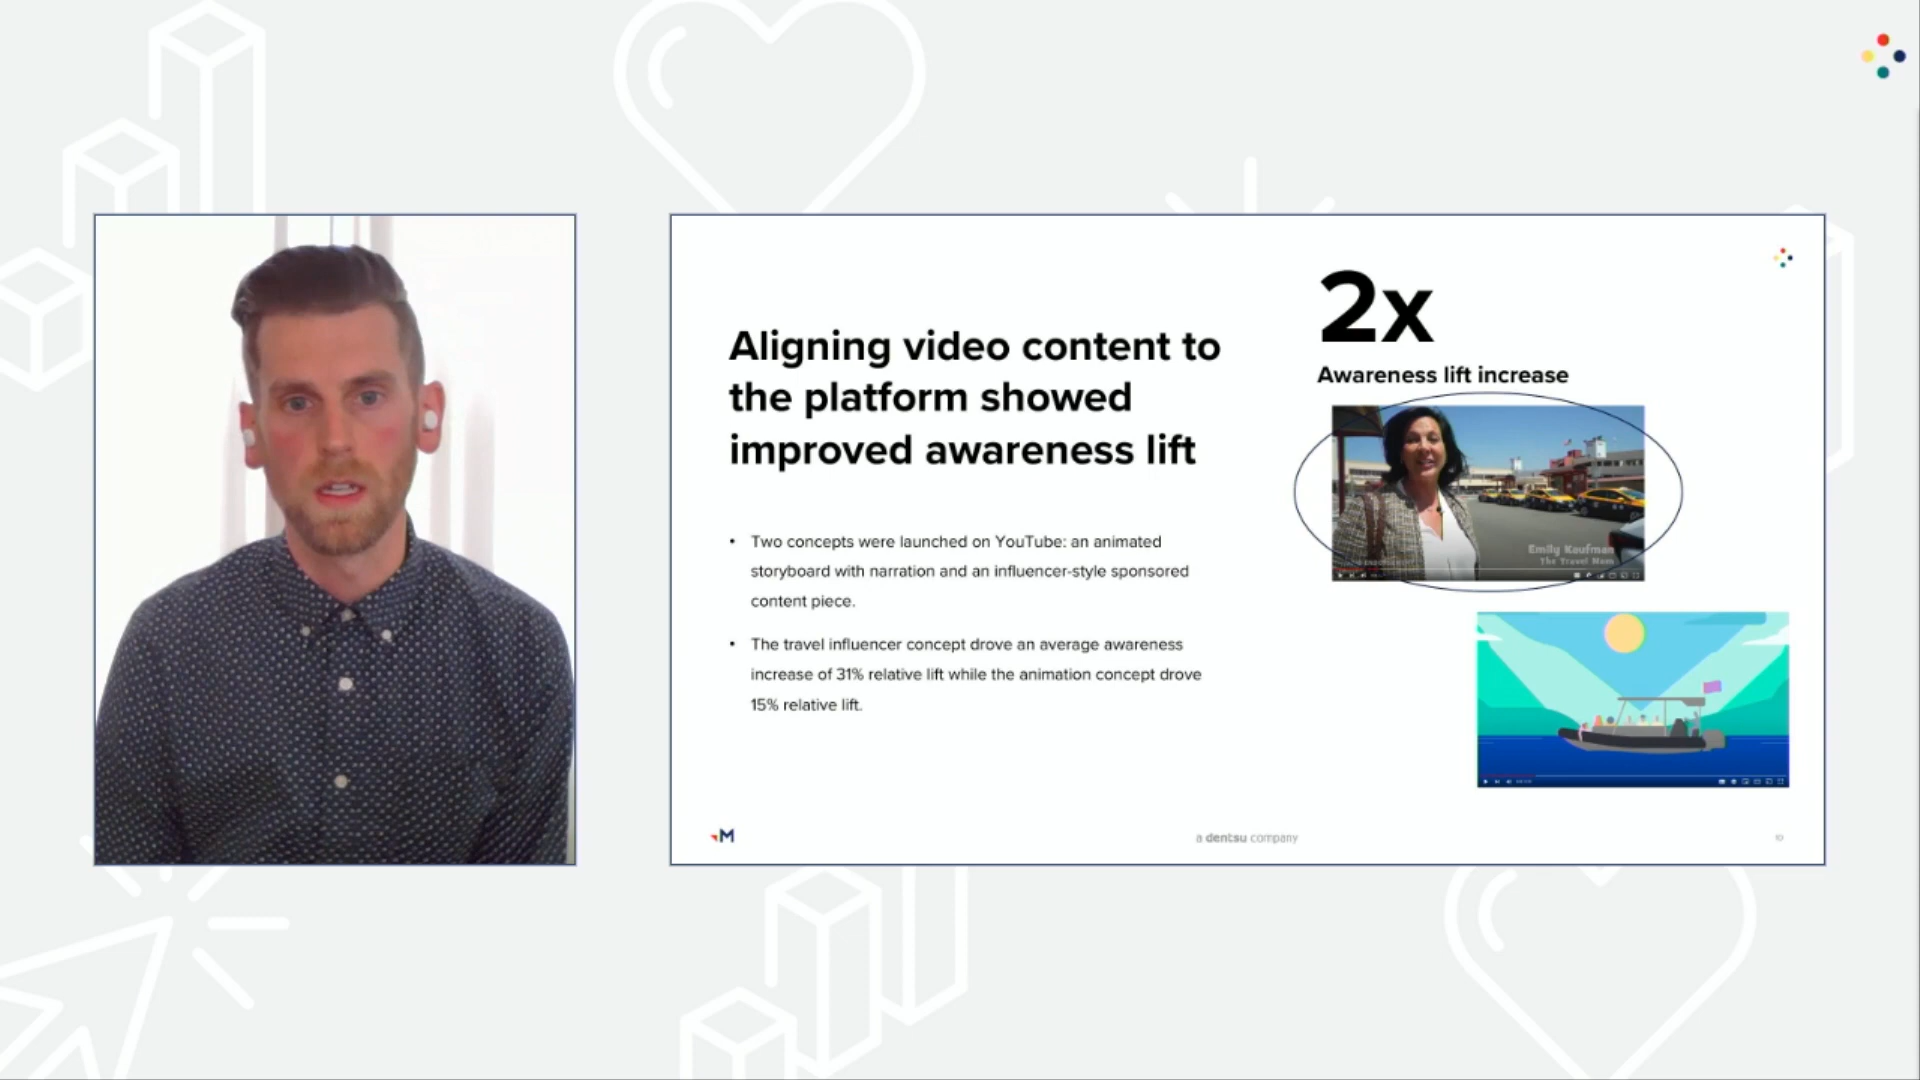 2x
Awareness lift increase
Aligning video content to
the platform showed
improved awareness lift
• Two concepts were launched on YouTube: an animated
storyboard with narration and an influencer-style sponsored
content piece.
• The travel influencer concept drove an average awareness
increase of 31% relative lift while the animation concept drove
15% relative lift.
Emily Kaufman
The Travel Mom
M
a dentsu company
10